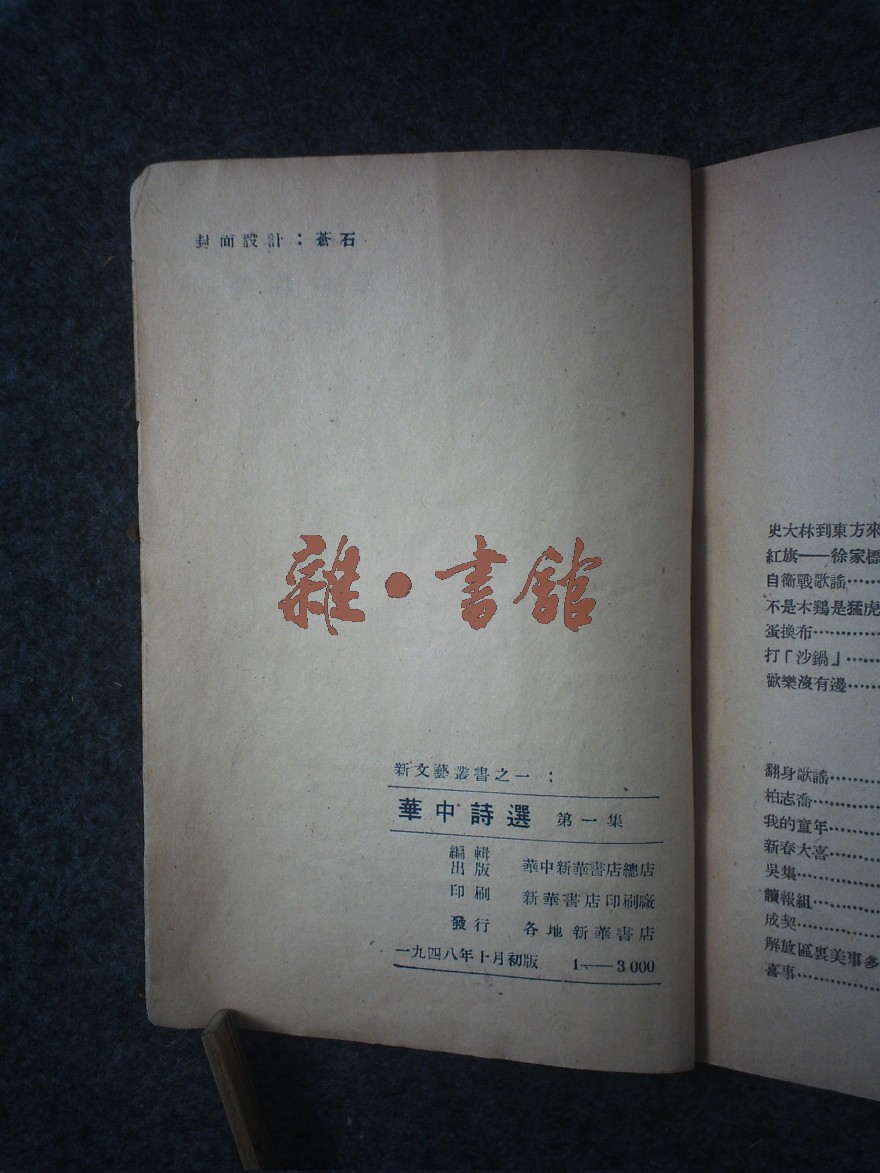 封面設計：蒼石
雜·書館
新文藝叢書之一：
華中詩選 第一集
編輯
出版 華中新華書店總店
印刷 新華書店印刷廠
發行 各地新華書店
一九四八年十月初版 1——3000
史大林到東方來
紅旗——徐家標
自衛戰歌謠……
不是木鷄是猛虎
蛋換布……
打「沙鍋」……
歡樂沒有邊……
翻身歌謠……
柏志喬……
我的童年……
新春大喜……
吳集……
讀報組……
成契……
解放區裏美事多
喜事……